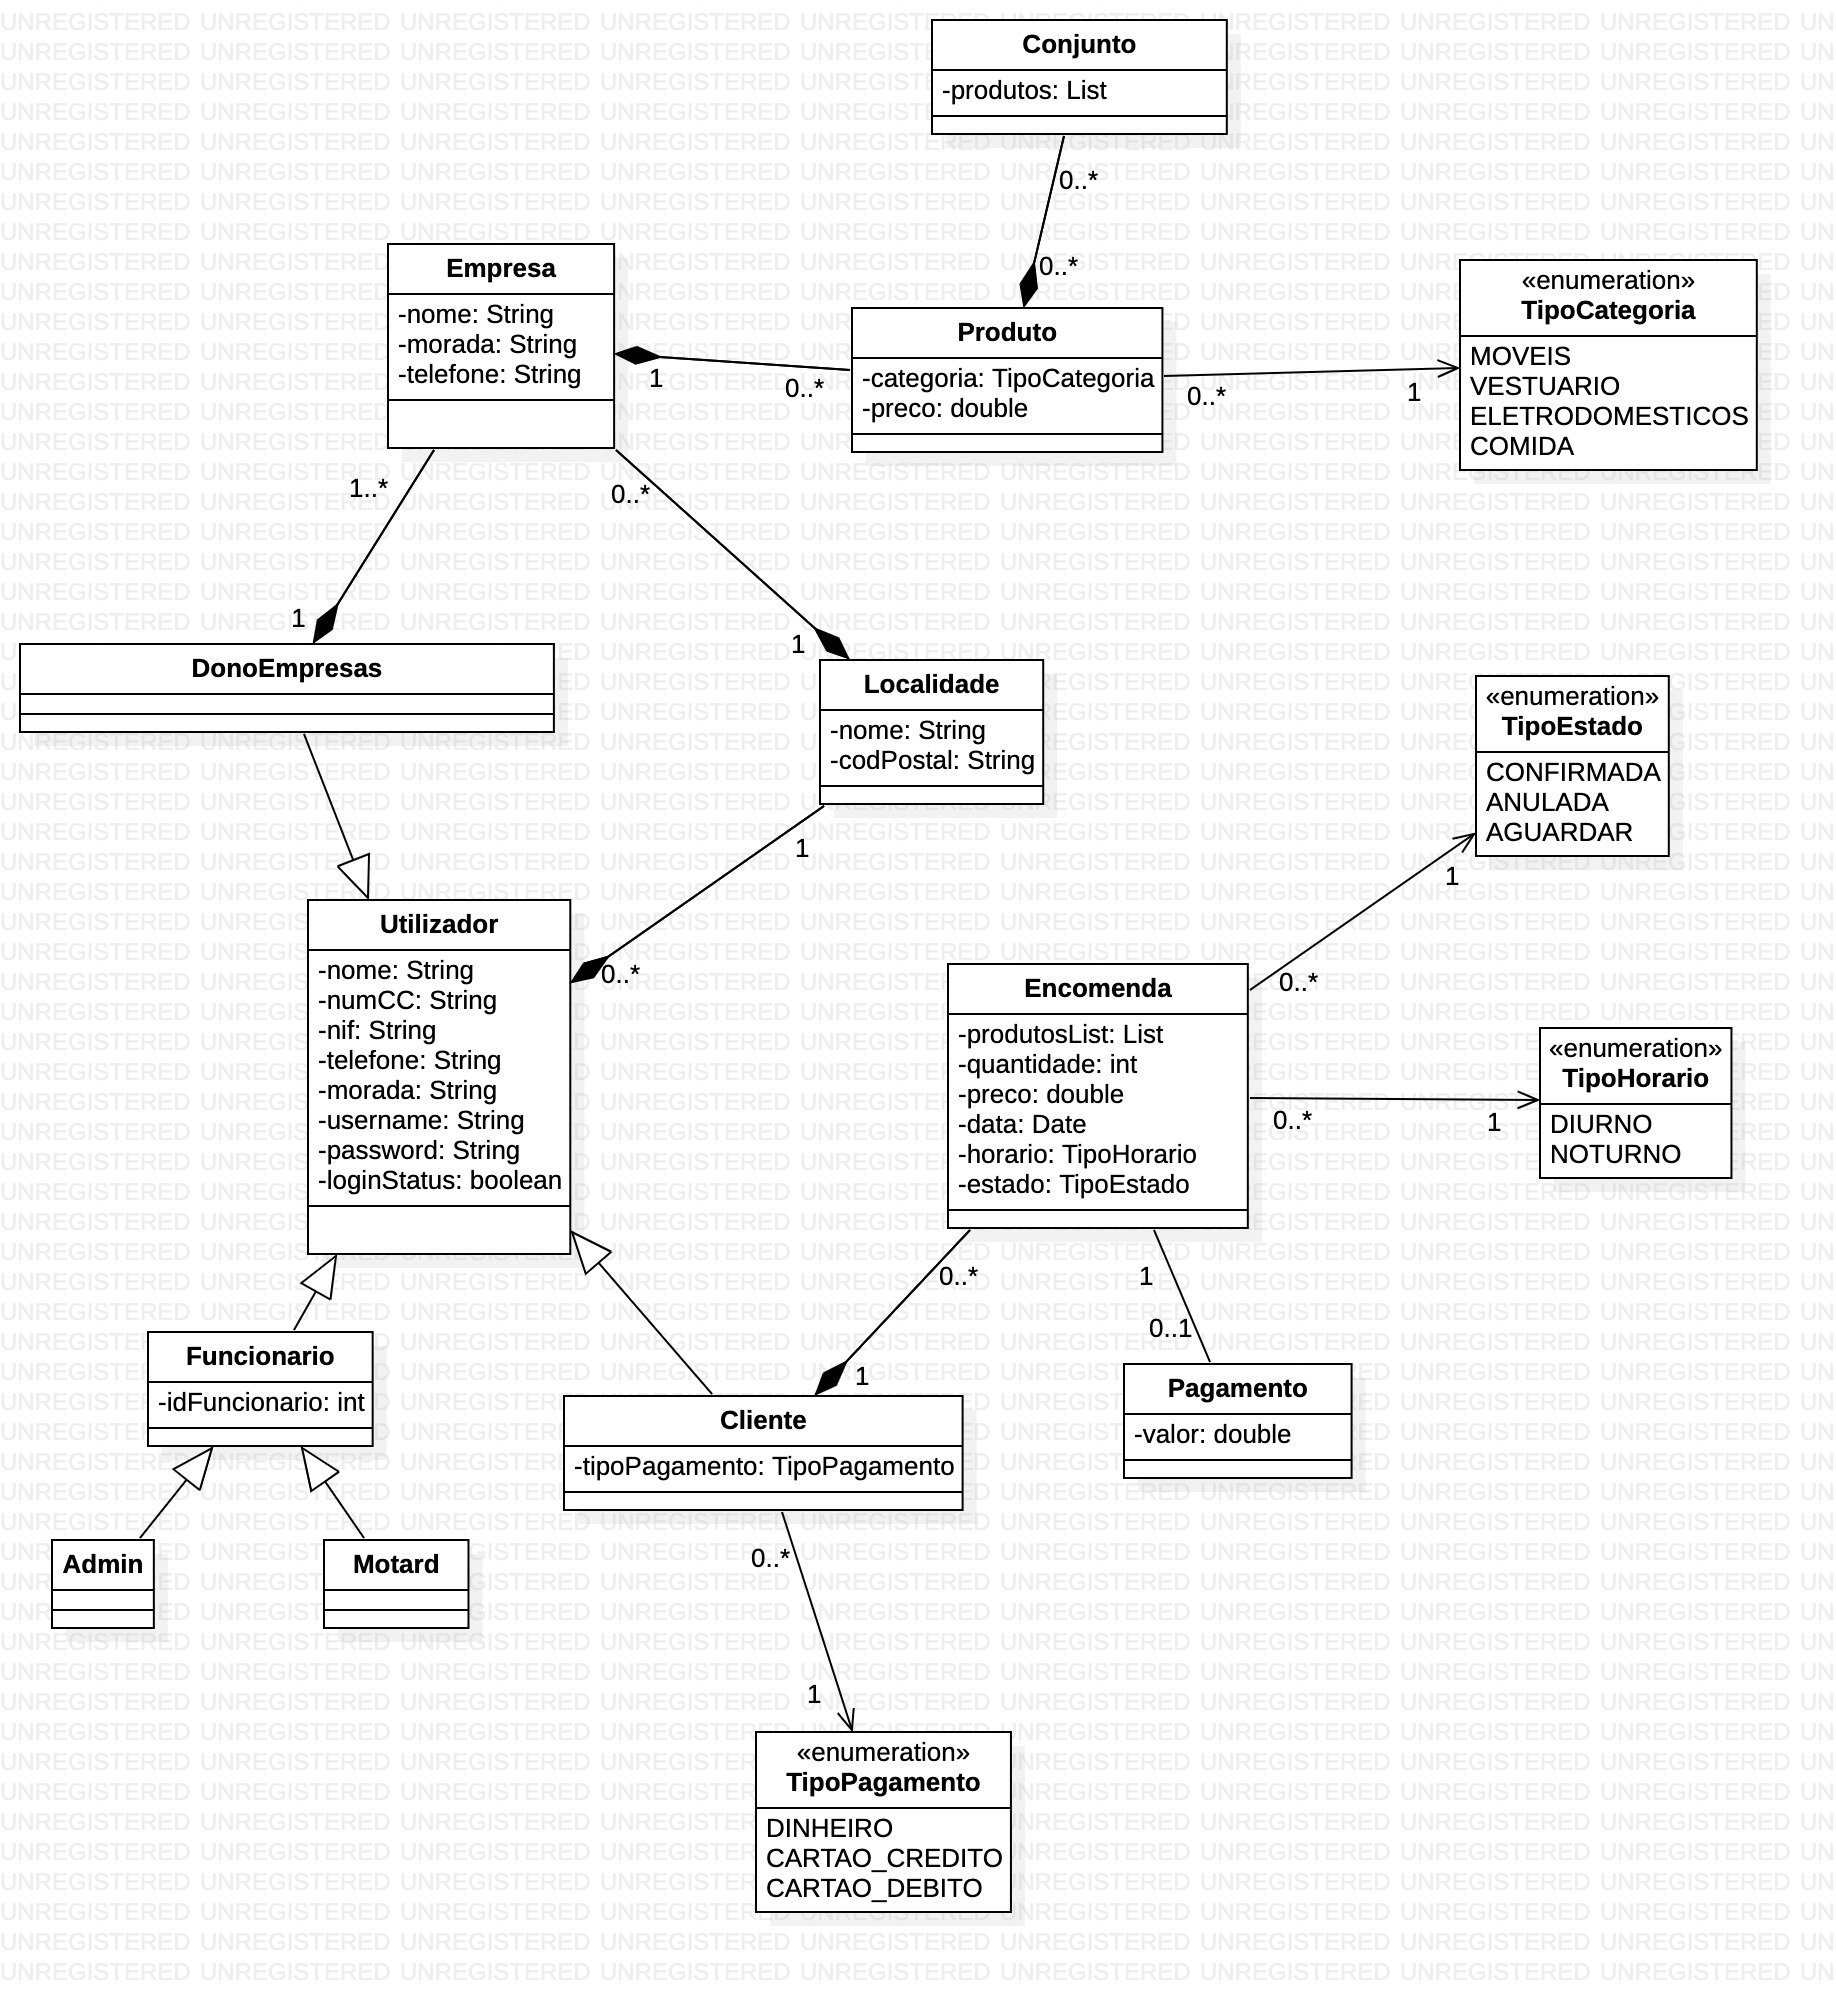 Conjunto
-produtos: List
0..*
0..*
Empresa
-nome: String
-morada: String
-telefone: String
1
0..*
Produto
-categoria: TipoCategoria
-preco: double
0..*
1
«enumeration»
TipoCategoria
MOVEIS
VESTUARIO
ELETRODOMESTICOS
COMIDA
1..*
1
0..*
1
DonoEmpresas
Localidade
-nome: String
-codPostal: String
1
0..*
«enumeration»
TipoEstado
CONFIRMADA
ANULADA
AGUARDAR
1
0..*
Utilizador
-nome: String
-numCC: String
-nif: String
-telefone: String
-morada: String
-username: String
-password: String
-loginStatus: boolean
Encomenda
-produtosList: List
-quantidade: int
-preco: double
-data: Date
-horario: TipoHorario
-estado: TipoEstado
0..*
1
«enumeration»
TipoHorario
DIURNO
NOTURNO
0..*
1
1
0..1
Funcionario
-idFuncionario: int
Cliente
-tipoPagamento: TipoPagamento
Pagamento
-valor: double
Admin
Motard
0..*
1
«enumeration»
TipoPagamento
DINHEIRO
CARTAO_CREDITO
CARTAO_DEBITO
UNREGISTERED